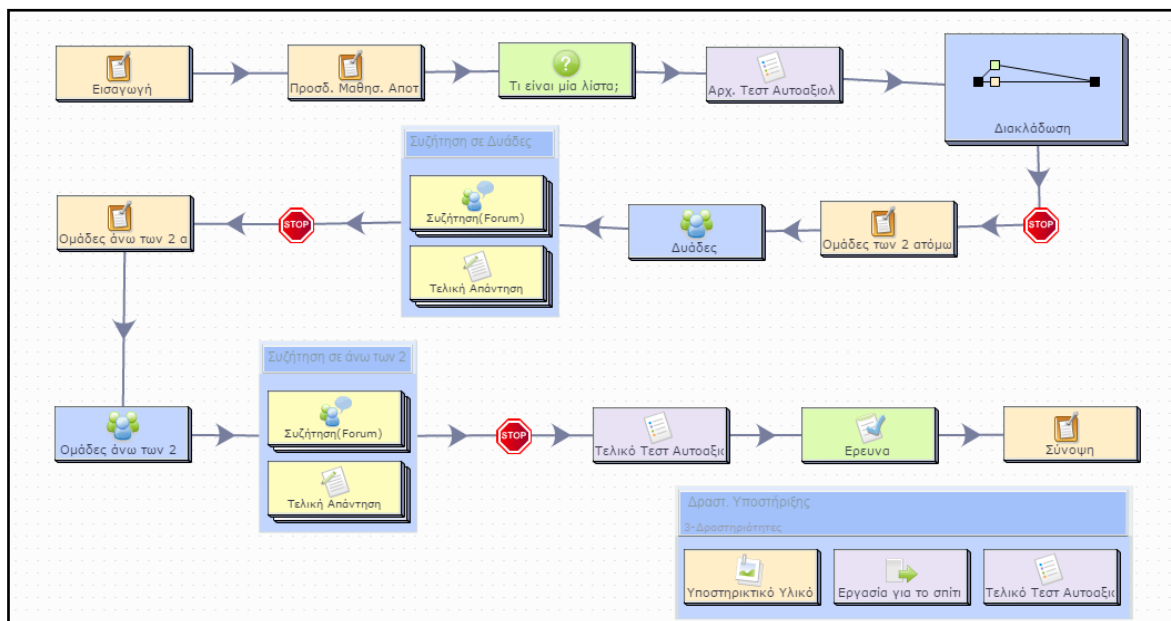 Εισαγωγή
Προσδ. Μαθησ. Αποτ
Τι είναι μία λίστα;
Αρχ. Τεστ Αυτοαξιολ
Διακλάδωση
Συζήτηση σε Δυάδες
Συζήτηση(Forum)
Τελική Απάντηση
Ομάδες άνω των 2 α
STOP
Δυάδες
Ομάδες των 2 ατόμω
STOP
Συζήτηση σε άνω των 2
Συζήτηση(Forum)
Τελική Απάντηση
Ομάδες άνω των 2
STOP
Τελικό Τεστ Αυτοαξιο
Ερευνα
Σύνοψη
Δραστ. Υποστήριξης
3-Δραστηριότητες
Υποστηρικτικό Υλικό
Εργασία για το σπίτι
Τελικό Τεστ Αυτοαξιο